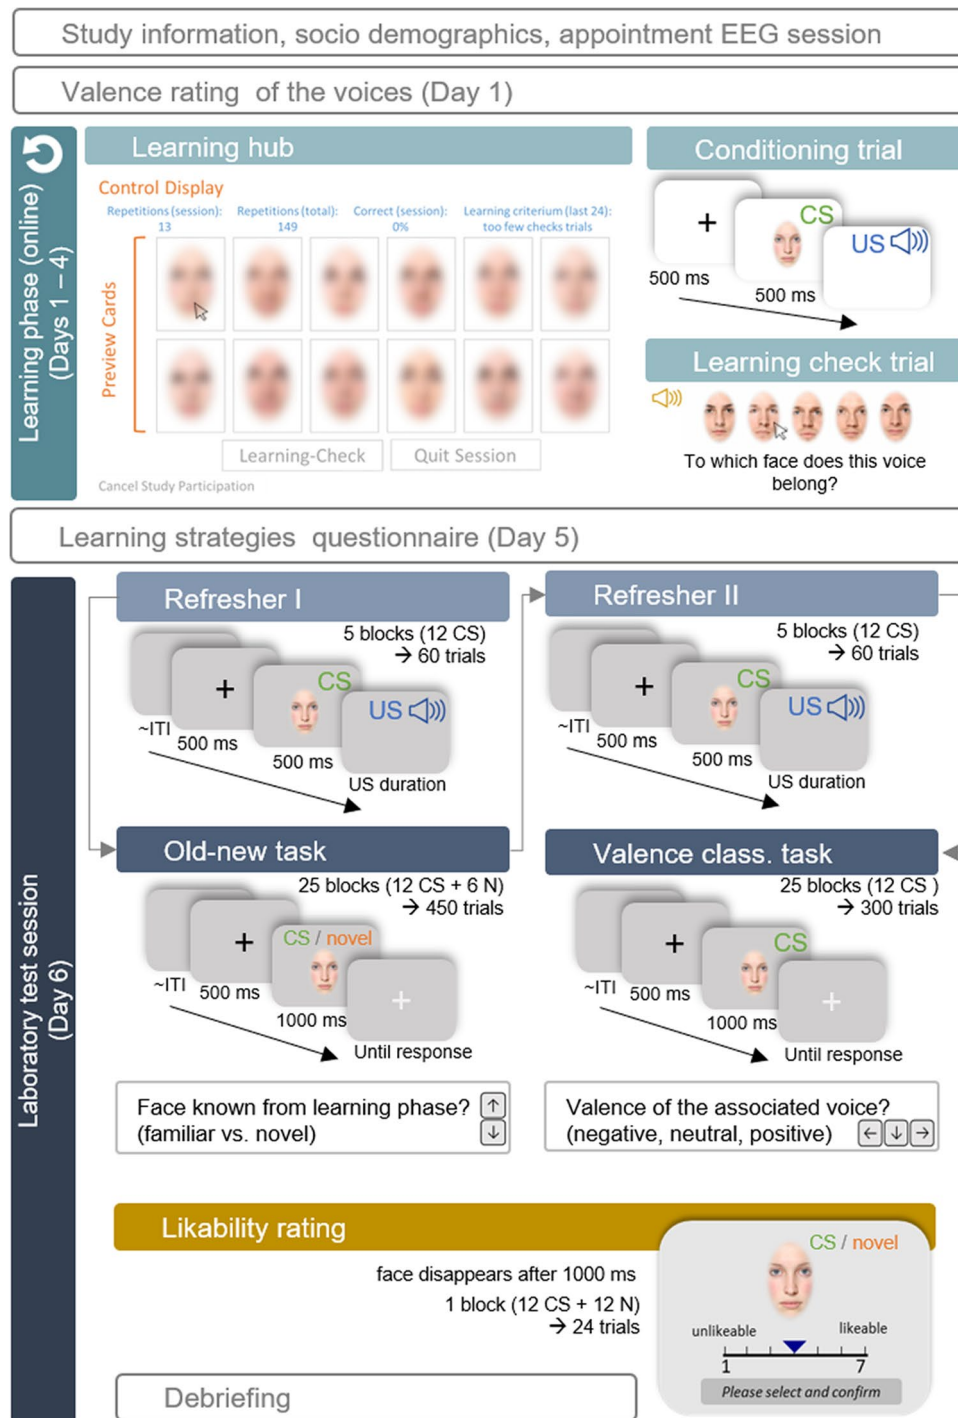 Study information, socio demographics, appointment EEG session
Valence rating of the voices (Day 1)
Learning phase (online)
(Days 1 – 4)
Learning hub
Control Display
Repetitions (session):
13
Repetitions (total):
149
Correct (session):
0%
Learning criterium (last 24):
too few checks trials
Preview Cards
Learning-Check
Quit Session
Cancel Study Participation
Conditioning trial
+
CS
US
500 ms
500 ms
Learning check trial
To which face does this voice
belong?
Learning strategies questionnaire (Day 5)
Laboratory test session
(Day 6)
Refresher I
5 blocks (12 CS)
→ 60 trials
+
CS
US
~ITI
500 ms
500 ms
US duration
Refresher II
5 blocks (12 CS)
→ 60 trials
+
CS
US
~ITI
500 ms
500 ms
US duration
Old-new task
25 blocks (12 CS + 6 N)
→ 450 trials
+
CS / novel
+
~ITI
500 ms
1000 ms
Until response
Face known from learning phase? ↑
(familiar vs. novel) ↓
Valence class. task
25 blocks (12 CS )
→ 300 trials
+
CS
+
~ITI
500 ms
1000 ms
Until response
Valence of the associated voice?
(negative, neutral, positive) ← ↓ →
Likability rating
face disappears after 1000 ms
1 block (12 CS + 12 N)
→ 24 trials
CS / novel
unlikeable likeable
1 7
Please select and confirm
Debriefing